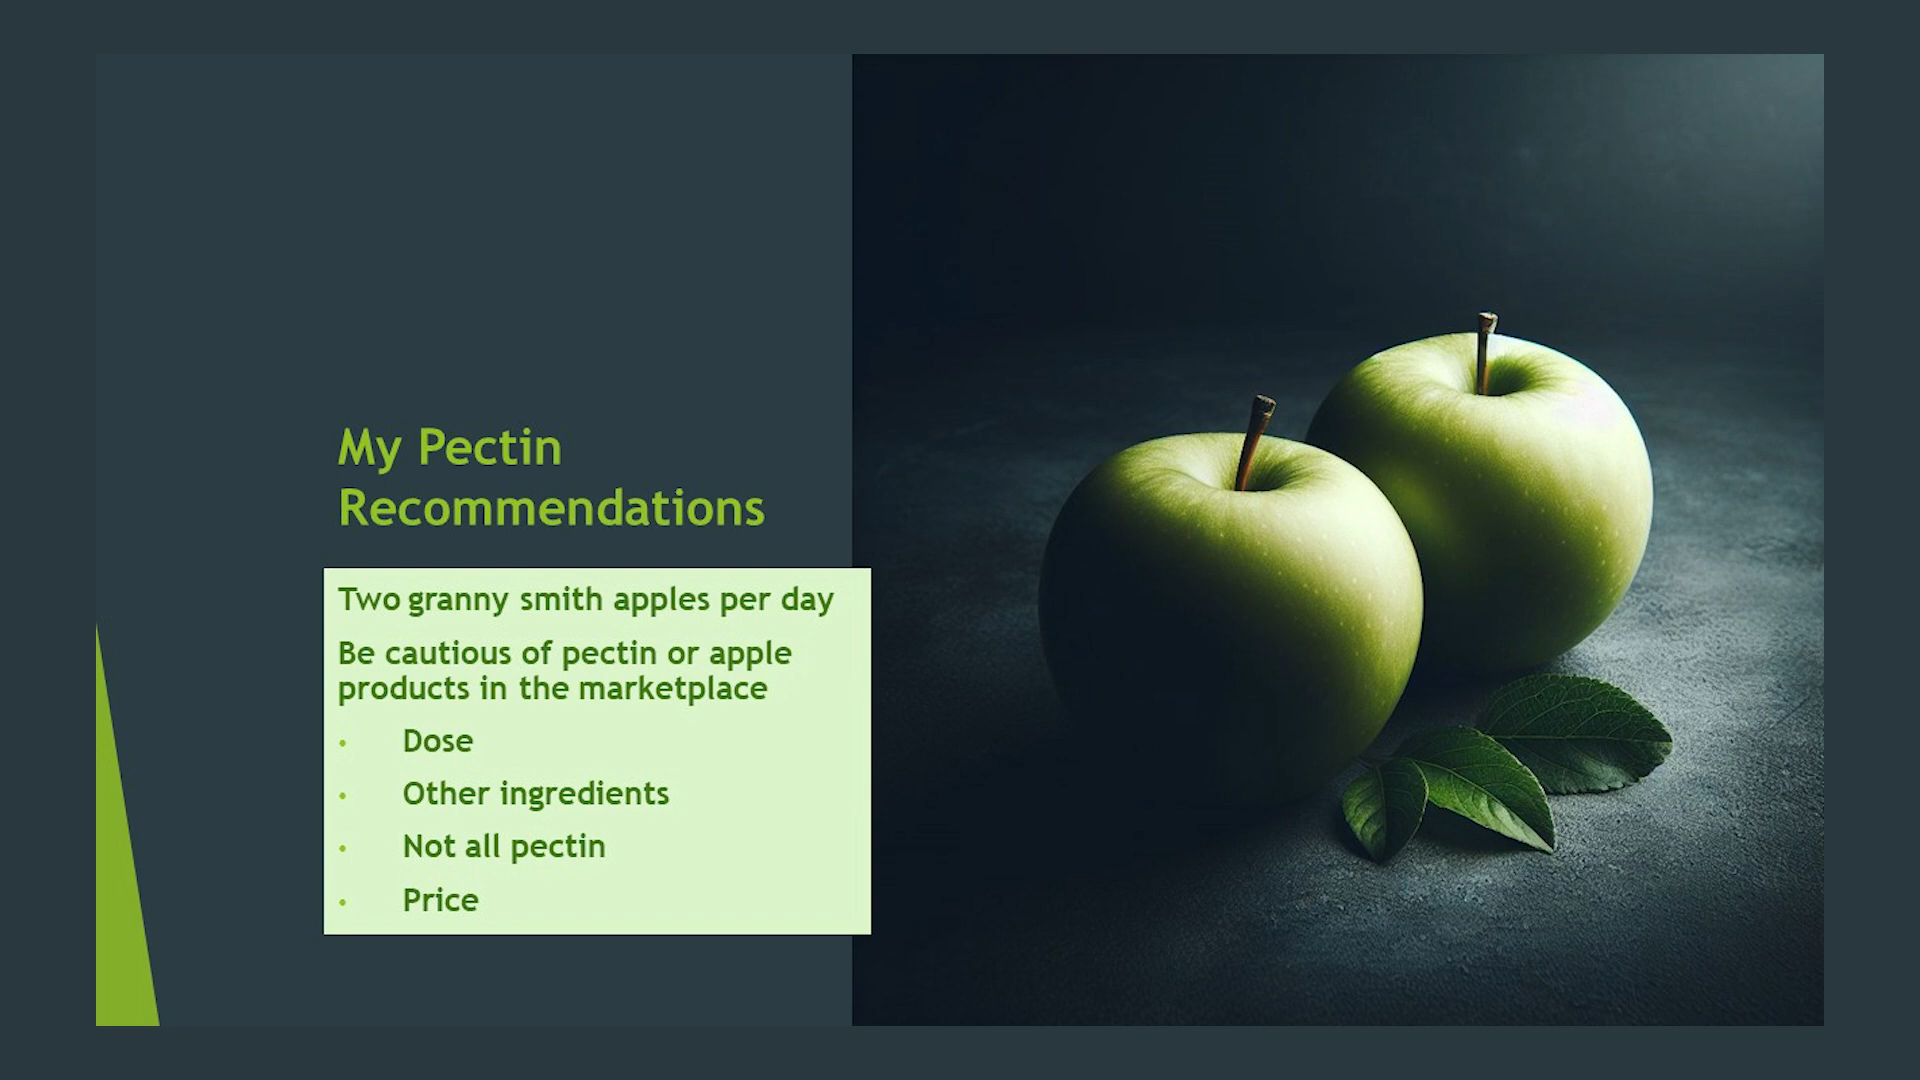 My Pectin
Recommendations
Two granny smith apples per day
Be cautious of pectin or apple
products in the marketplace
• Dose
• Other ingredients
• Not all pectin
• Price